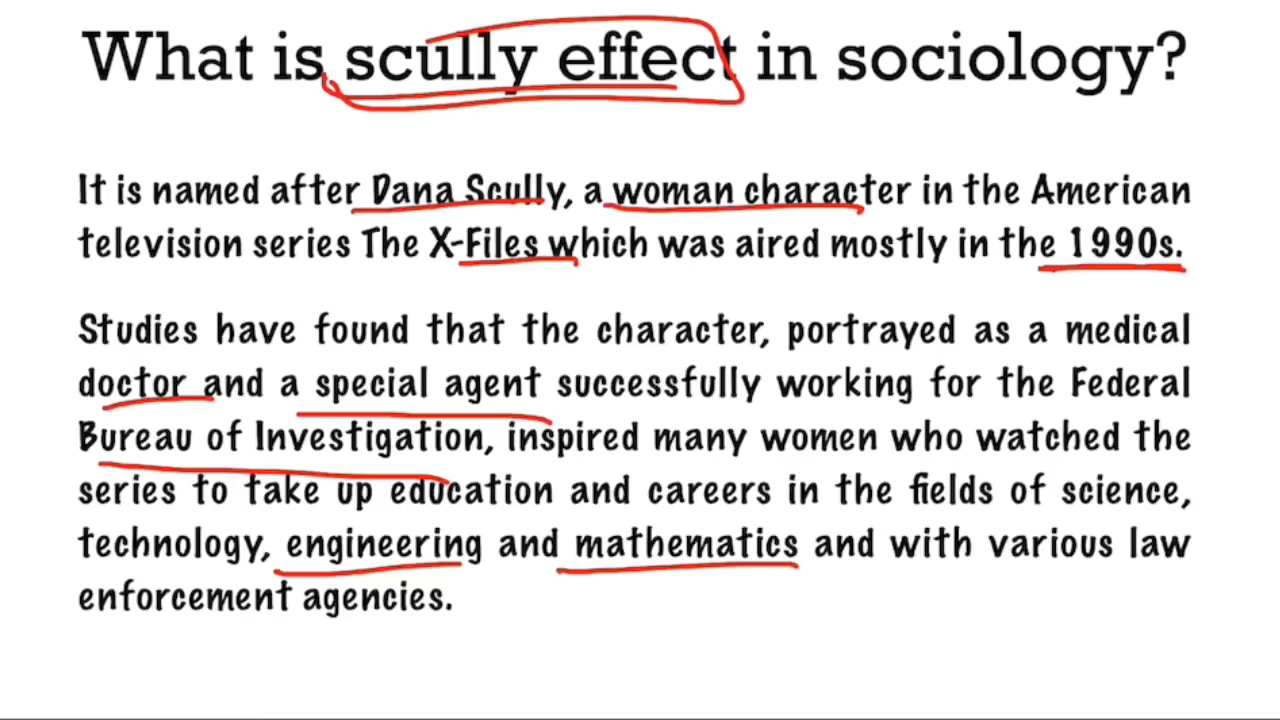 What is scully effect in sociology?
It is named after Dana Scully, a woman character in the American
television series The X-Files which was aired mostly in the 1990s.
Studies have found that the character, portrayed as a medical
doctor and a special agent successfully working for the Federal
Bureau of Investigation, inspired many women who watched the
series to take up education and careers in the fields of science,
technology, engineering and mathematics and with various law
enforcement agencies.